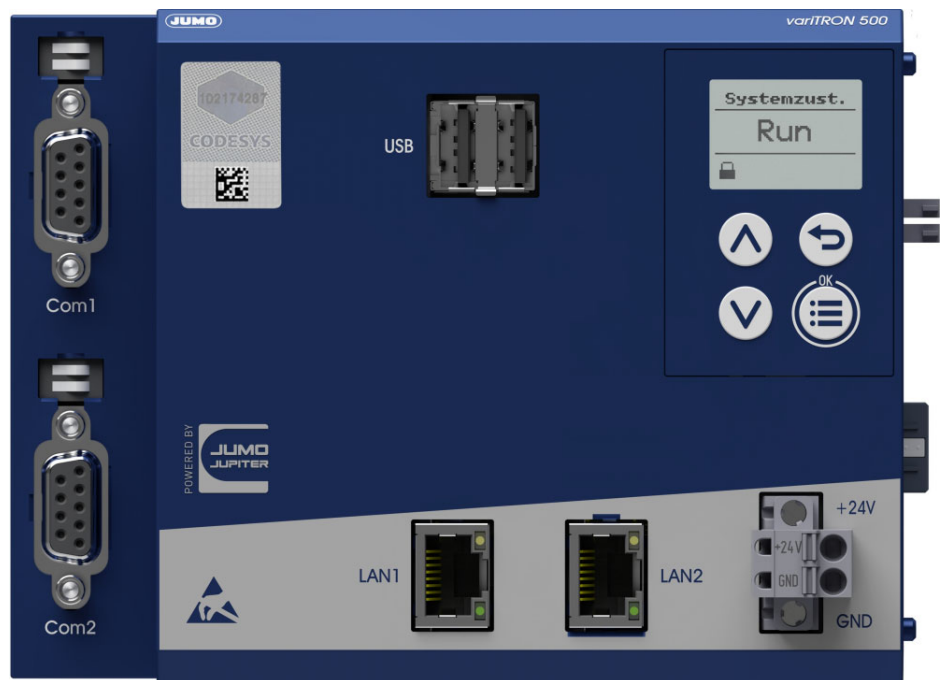 JUMO
variTRON 500
102174287
CODESYS
USB
Systemzust.
Run
OK
Com1
POWERED BY
JUMO
JUPITER
+24V
+24V
LAN1
LAN2
GND
GND
Com2